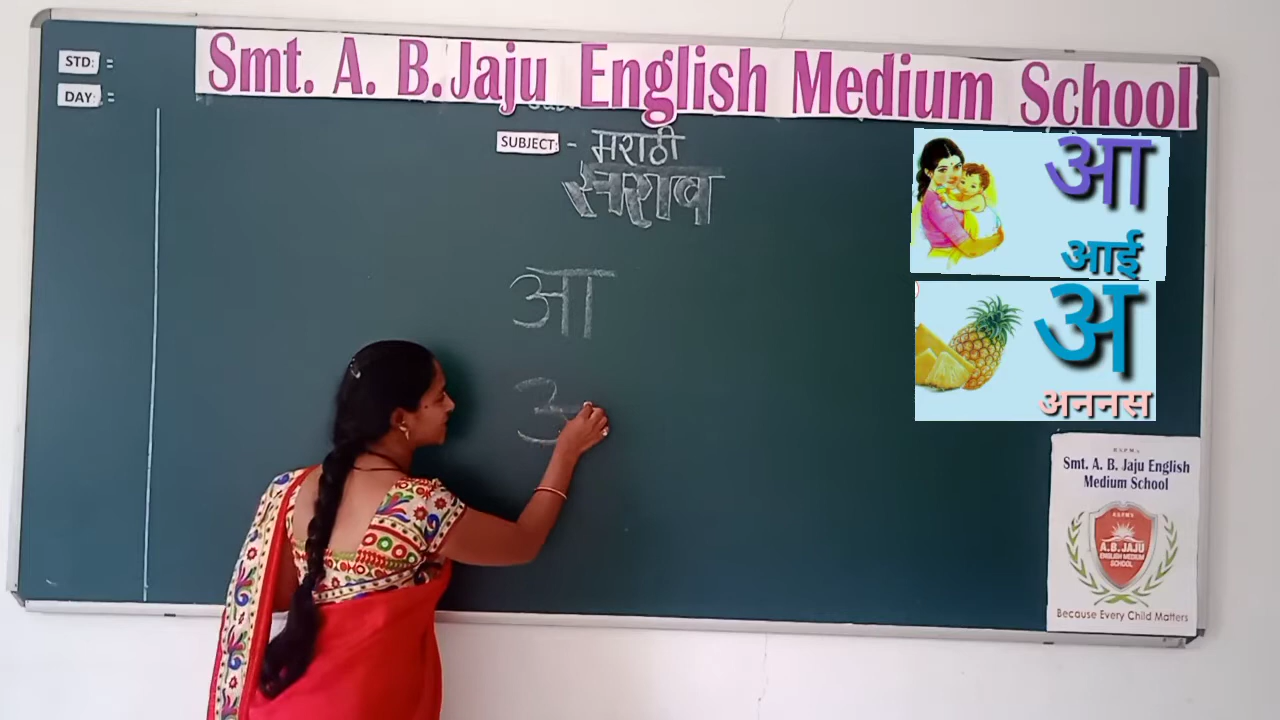 Smt. A. B. Jaju English Medium School
STD: =
DAY: =
SUBJECT: - मराठी
सराव
आ
आ
आई
अ
अननस
Smt. A. B. Jaju English
Medium School
A.B. JAJU
ENGLISH MEDIUM
SCHOOL
Because Every Child Matters